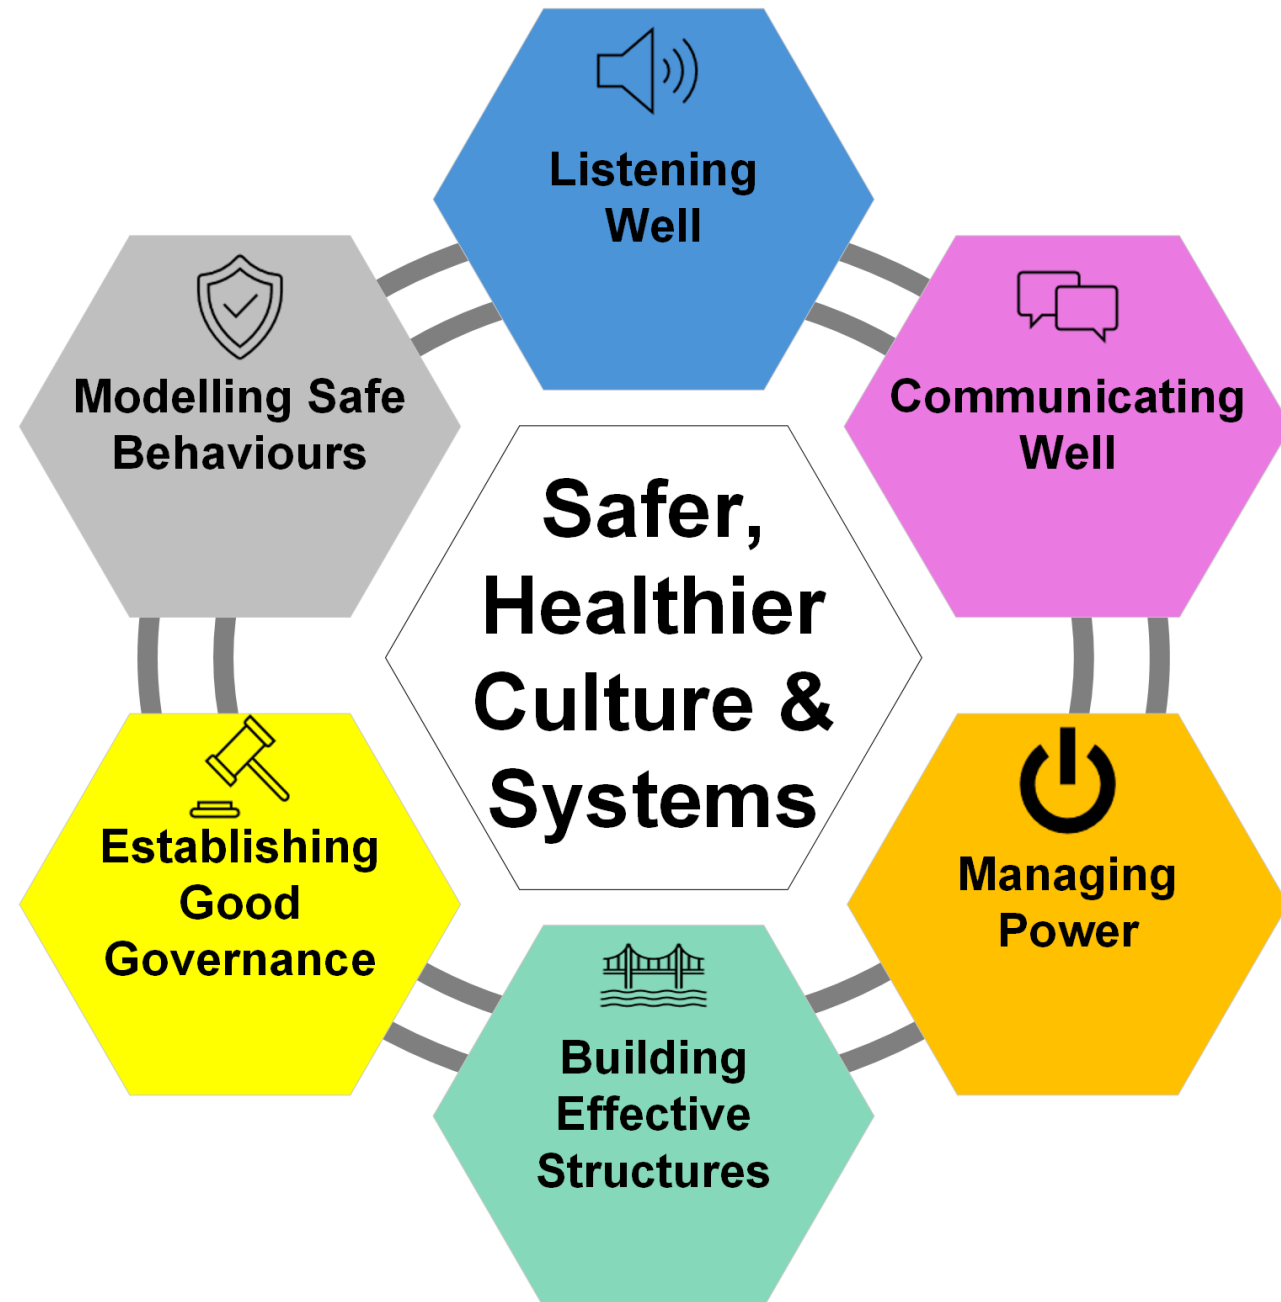 Listening
Well
Communicating
Well
Managing
Power
Building
Effective
Structures
Establishing
Good
Governance
Modelling Safe
Behaviours
Safer,
Healthier
Culture &
Systems